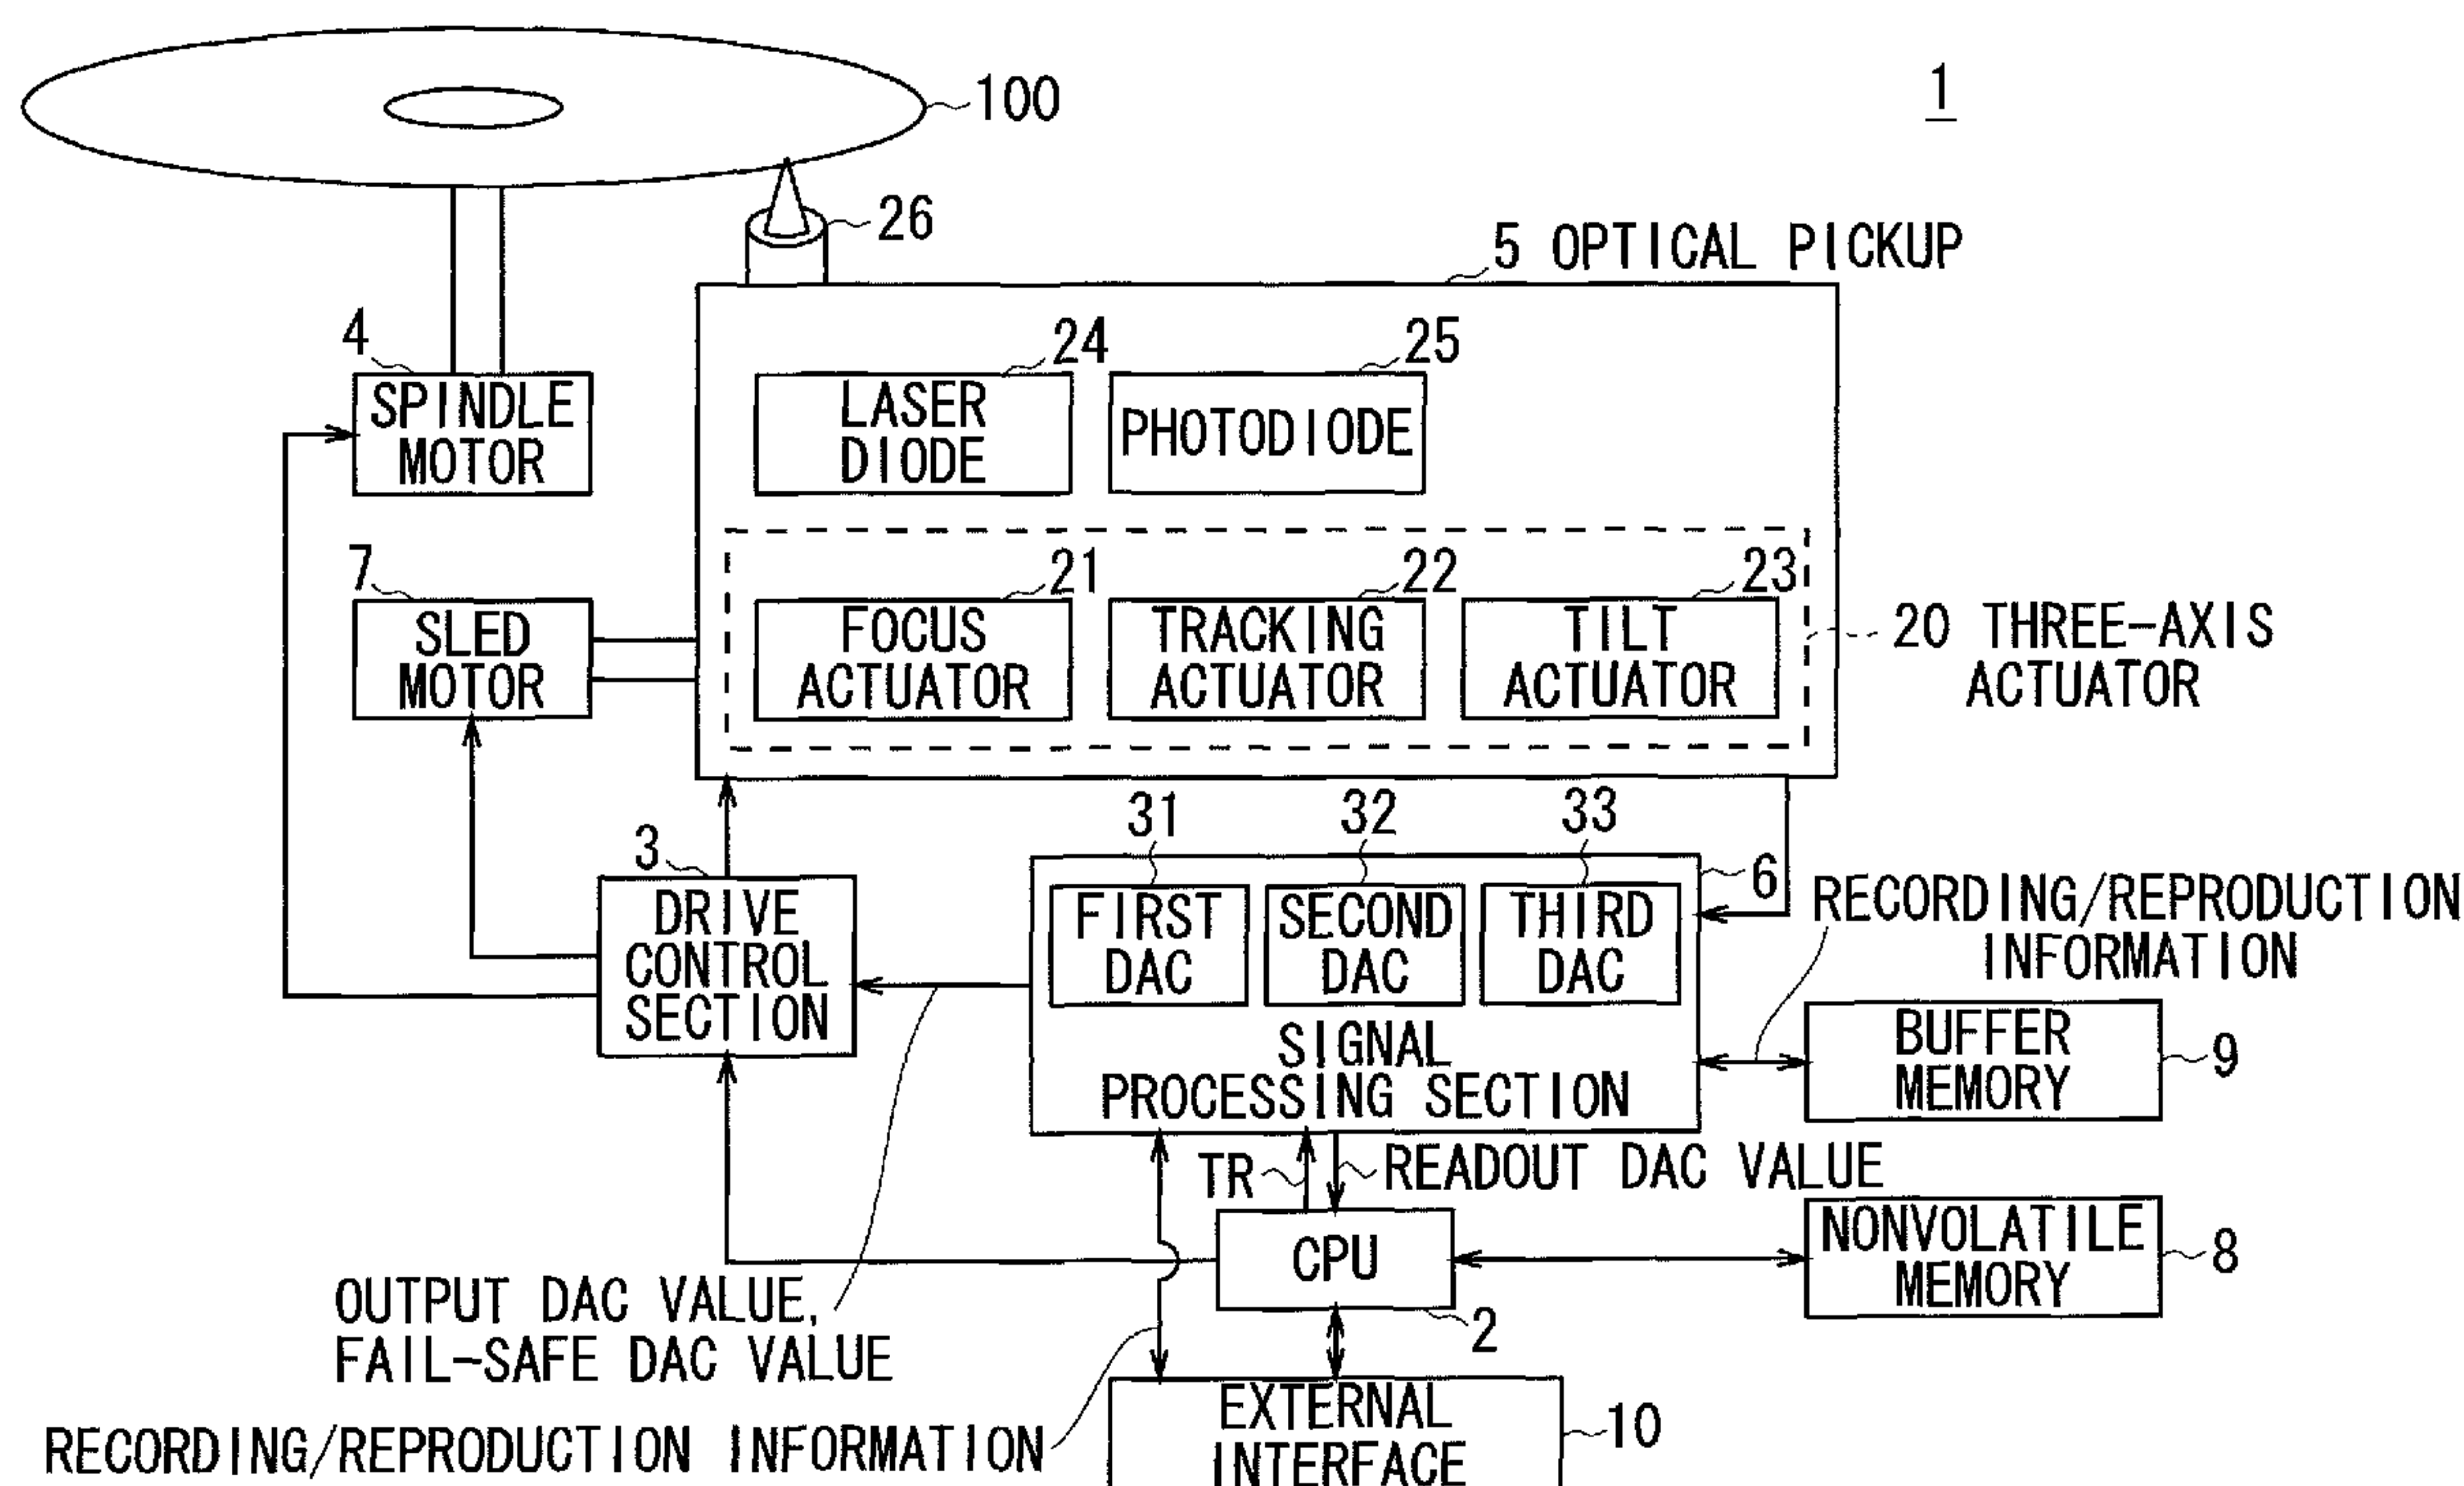 100
1
26
5 OPTICAL PICKUP
4
24
25
SPINDLE
MOTOR
LASER
DIODE
PHOTODIODE
7
21
22
23
SLED
MOTOR
FOCUS
ACTUATOR
TRACKING
ACTUATOR
TILT
ACTUATOR
20 THREE-AXIS
ACTUATOR
31
32
33
3
6
DRIVE
CONTROL
SECTION
FIRST
DAC
SECOND
DAC
THIRD
DAC
RECORDING/REPRODUCTION
INFORMATION
SIGNAL
PROCESSING SECTION
BUFFER
MEMORY
9
TR
READOUT DAC VALUE
CPU
2
NONVOLATILE
MEMORY
8
OUTPUT DAC VALUE,
FAIL-SAFE DAC VALUE
RECORDING/REPRODUCTION INFORMATION
EXTERNAL
INTERFACE
10